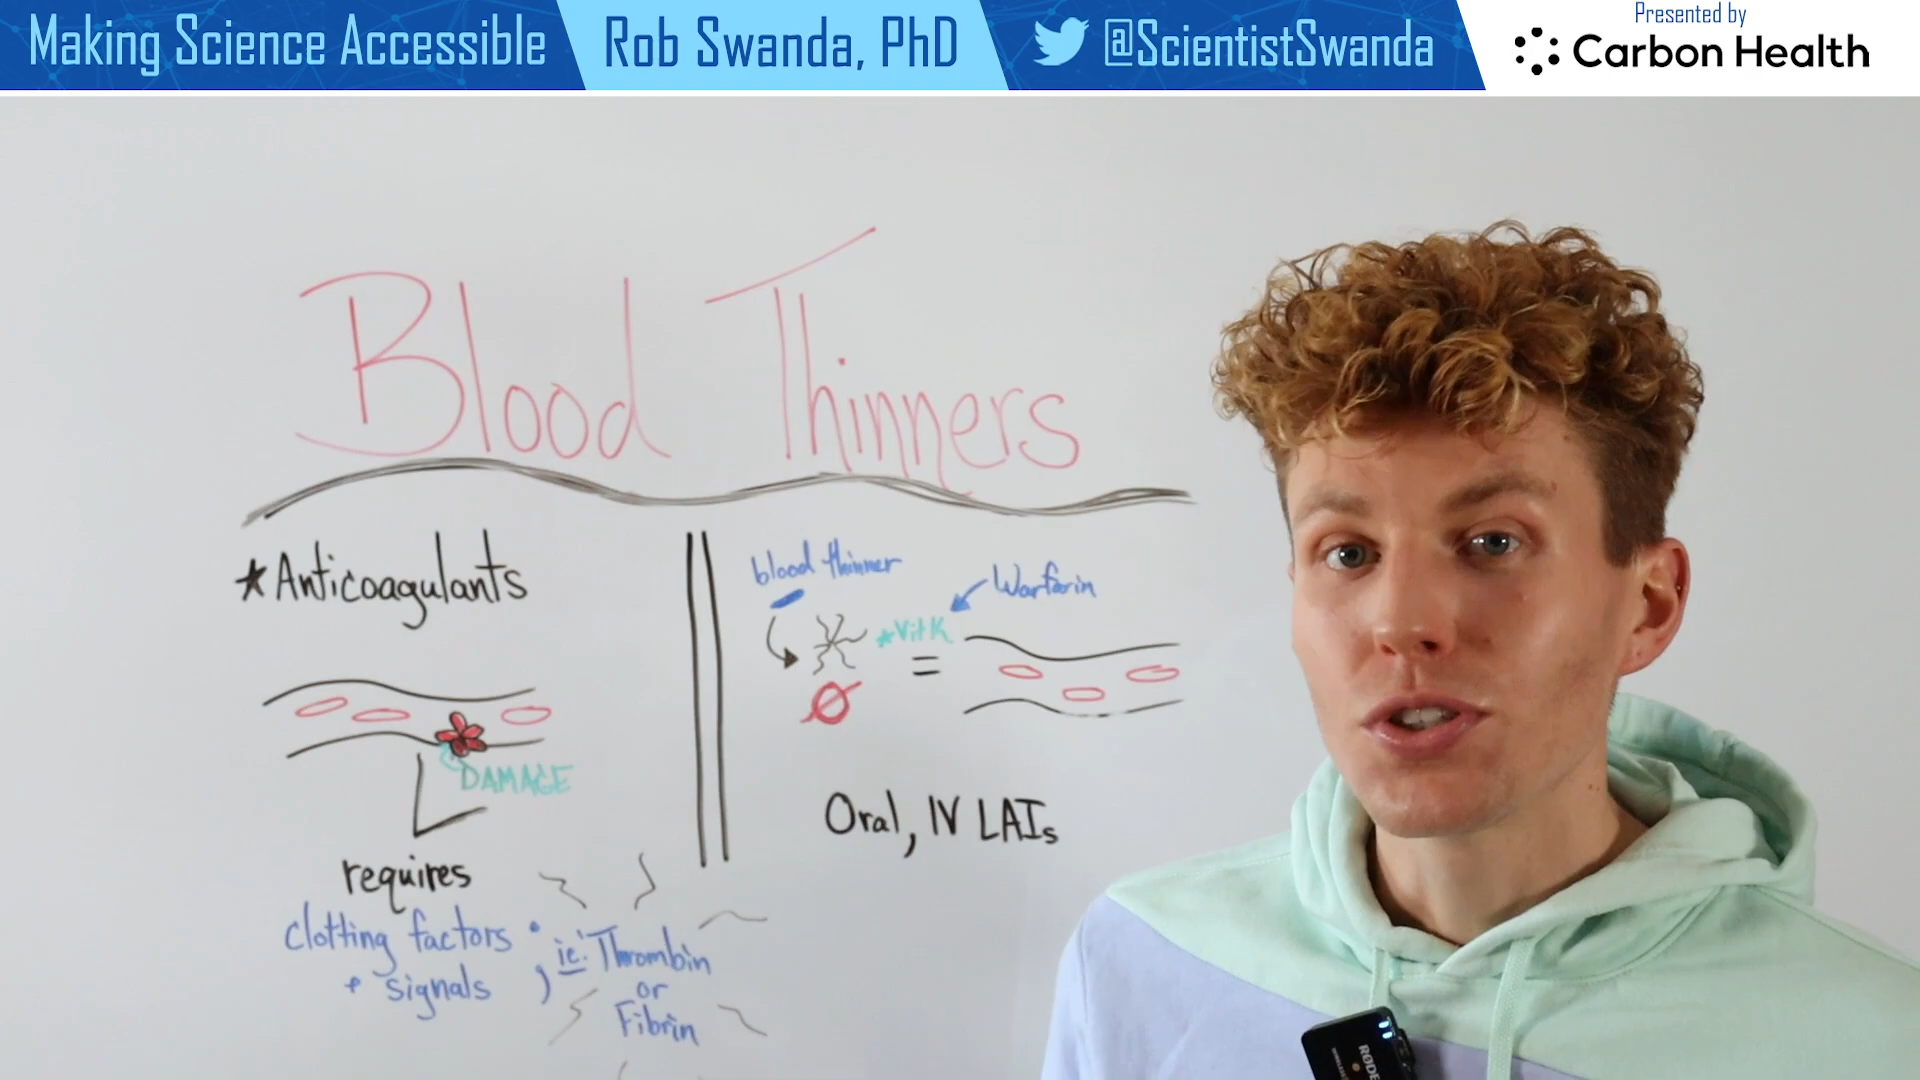 Making Science Accessible
Rob Swanda, PhD
@ScientistSwanda
Presented by
Carbon Health
Blood Thinners
*Anticoagulants
DAMAGE
requires
clotting factors
+ signals
ie: Thrombin
or
Fibrin
blood thinner
*Vit K
Warfarin
=
Oral, IV LAIs
RØDE